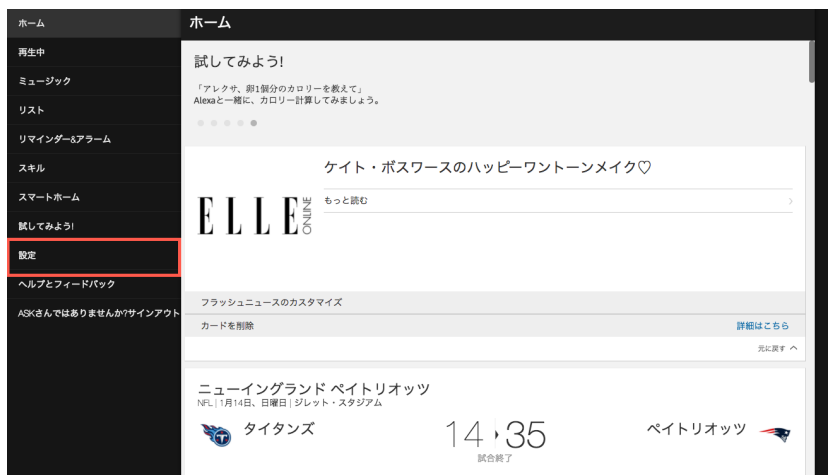 ホーム
再生中
ミュージック
リスト
リマインダー&アラーム
スキル
スマートホーム
試してみよう!
設定
ヘルプとフィードバック
ASKさんではありませんか?サインアウト
ホーム
試してみよう!
「アレクサ、卵1個分のカロリーを教えて」
Alexaと一緒に、カロリー計算してみましょう。
ケイト・ボスワースのハッピーワントーンメイク♡
ELLE ONLINE
もっと読む
フラッシュニュースのカスタマイズ
カードを削除
詳細はこちら
元に戻す
ニューイングランド ペイトリオッツ
NFL | 1月14日、日曜日 | ジレット・スタジアム
タイタンズ
14 35
ペイトリオッツ
試合終了